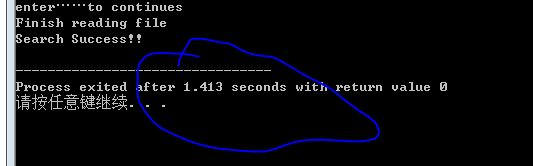 enter······to continues
Finish reading file
Search Success!!
--------------------------------
Process exited after 1.413 seconds with return value 0
请按任意键继续. . .